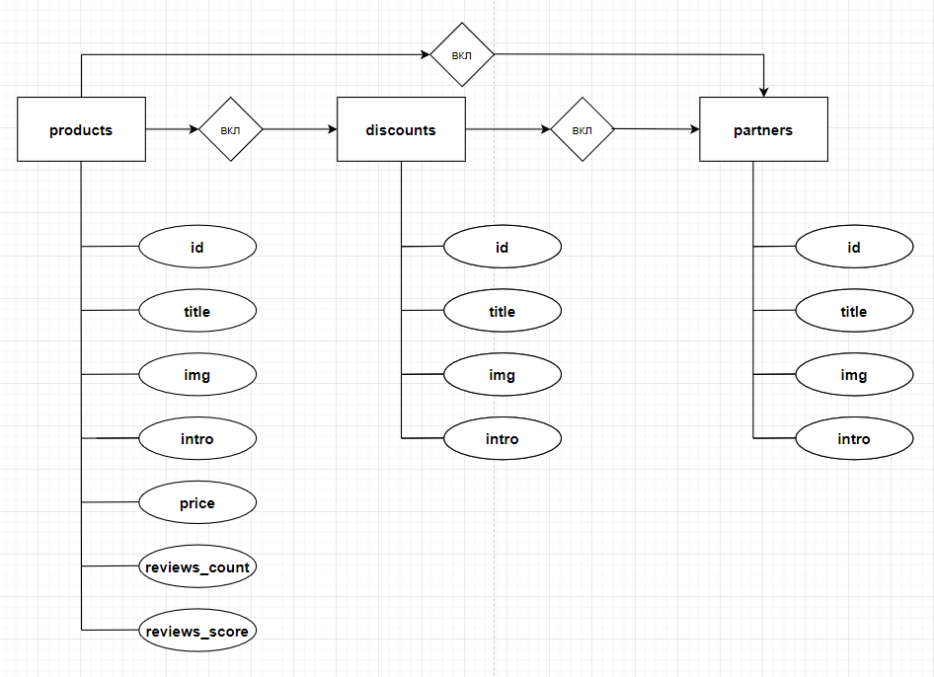 вкл
products
вкл
discounts
вкл
partners
id
id
id
title
title
title
img
img
img
intro
intro
intro
price
reviews_count
reviews_score